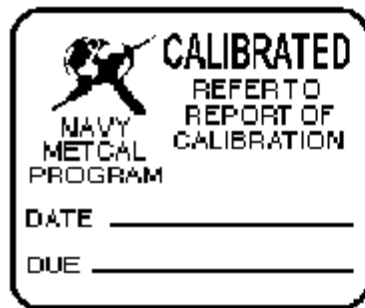 CALIBRATED
REFER TO
REPORT OF
CALIBRATION
NAVY
METCAL
PROGRAM
DATE
DUE